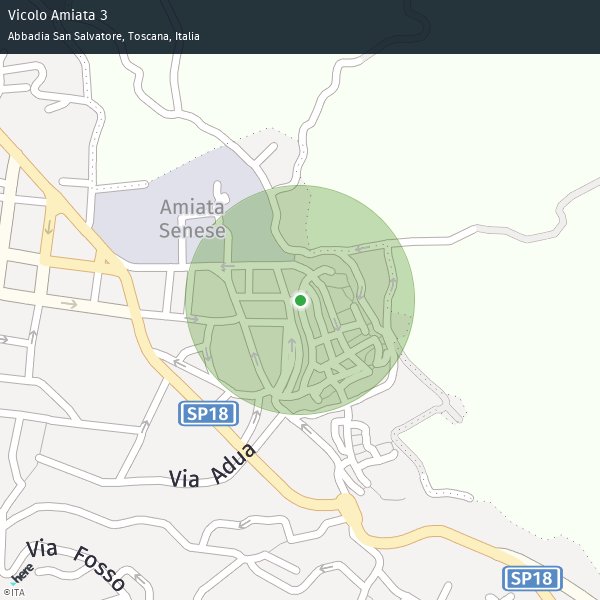 Vicolo Amiata 3
Abbadia San Salvatore, Toscana, Italia
Amiata
Senese
SP18
Via Adua
Via Fosso
SP18
here
©ITA